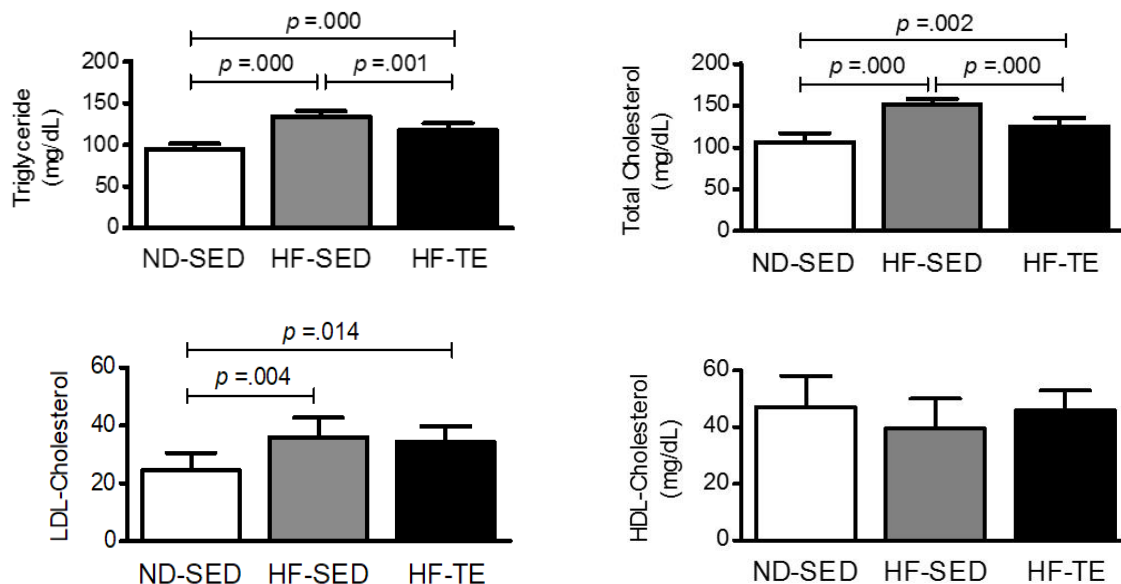 p =.000
p =.000
p =.001
Triglyceride
(mg/dL)
200
150
100
50
0
ND-SED
HF-SED
HF-TE
p =.002
p =.000
p =.000
Total Cholesterol
(mg/dL)
200
150
100
50
0
ND-SED
HF-SED
HF-TE
p =.014
p =.004
LDL-Cholesterol
60
40
20
0
ND-SED
HF-SED
HF-TE
HDL-Cholesterol
(mg/dL)
60
40
20
0
ND-SED
HF-SED
HF-TE